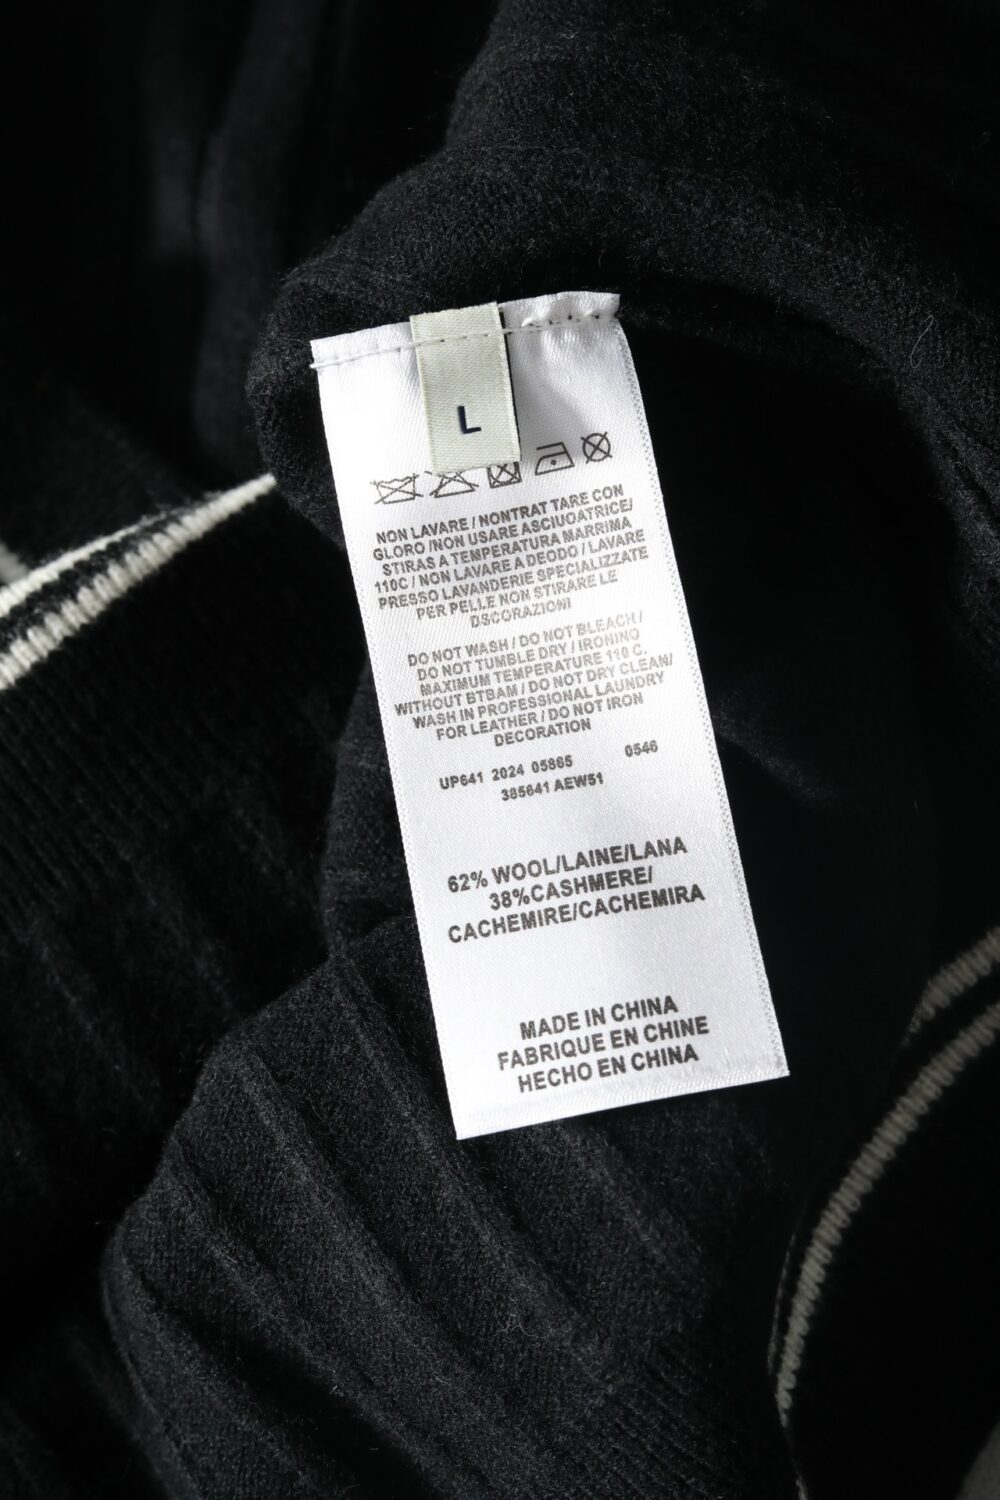 L
NON LAVARE / NONTRAT TARE CON
GLORO /NON USARE ASCIUOATRICE/
STIRAS A TEMPERATURA MARRIMA
110C / NON LAVARE A DEODO / LAVARE
PRESSO LAVANDERIE SPECIALIZZATE
PER PELLE NON STIRARE LE
DSCORAZIONI
DO NOT WASH / DO NOT BLEACH /
DO NOT TUMBLE DRY / IRONINO
MAXIMUM TEMPERATURE 110 C.
WITHOUT BTBAM / DO NOT DRY CLEAN/
WASH IN PROFESSIONAL LAUNDRY
FOR LEATHER / DO NOT IRON
DECORATION
UP641 2024 05865 0546
385641 AEW51
62% WOOL/LAINE/LANA
38%CASHMERE/
CACHEMIRE/CACHEMIRA
MADE IN CHINA
FABRIQUE EN CHINE
HECHO EN CHINA